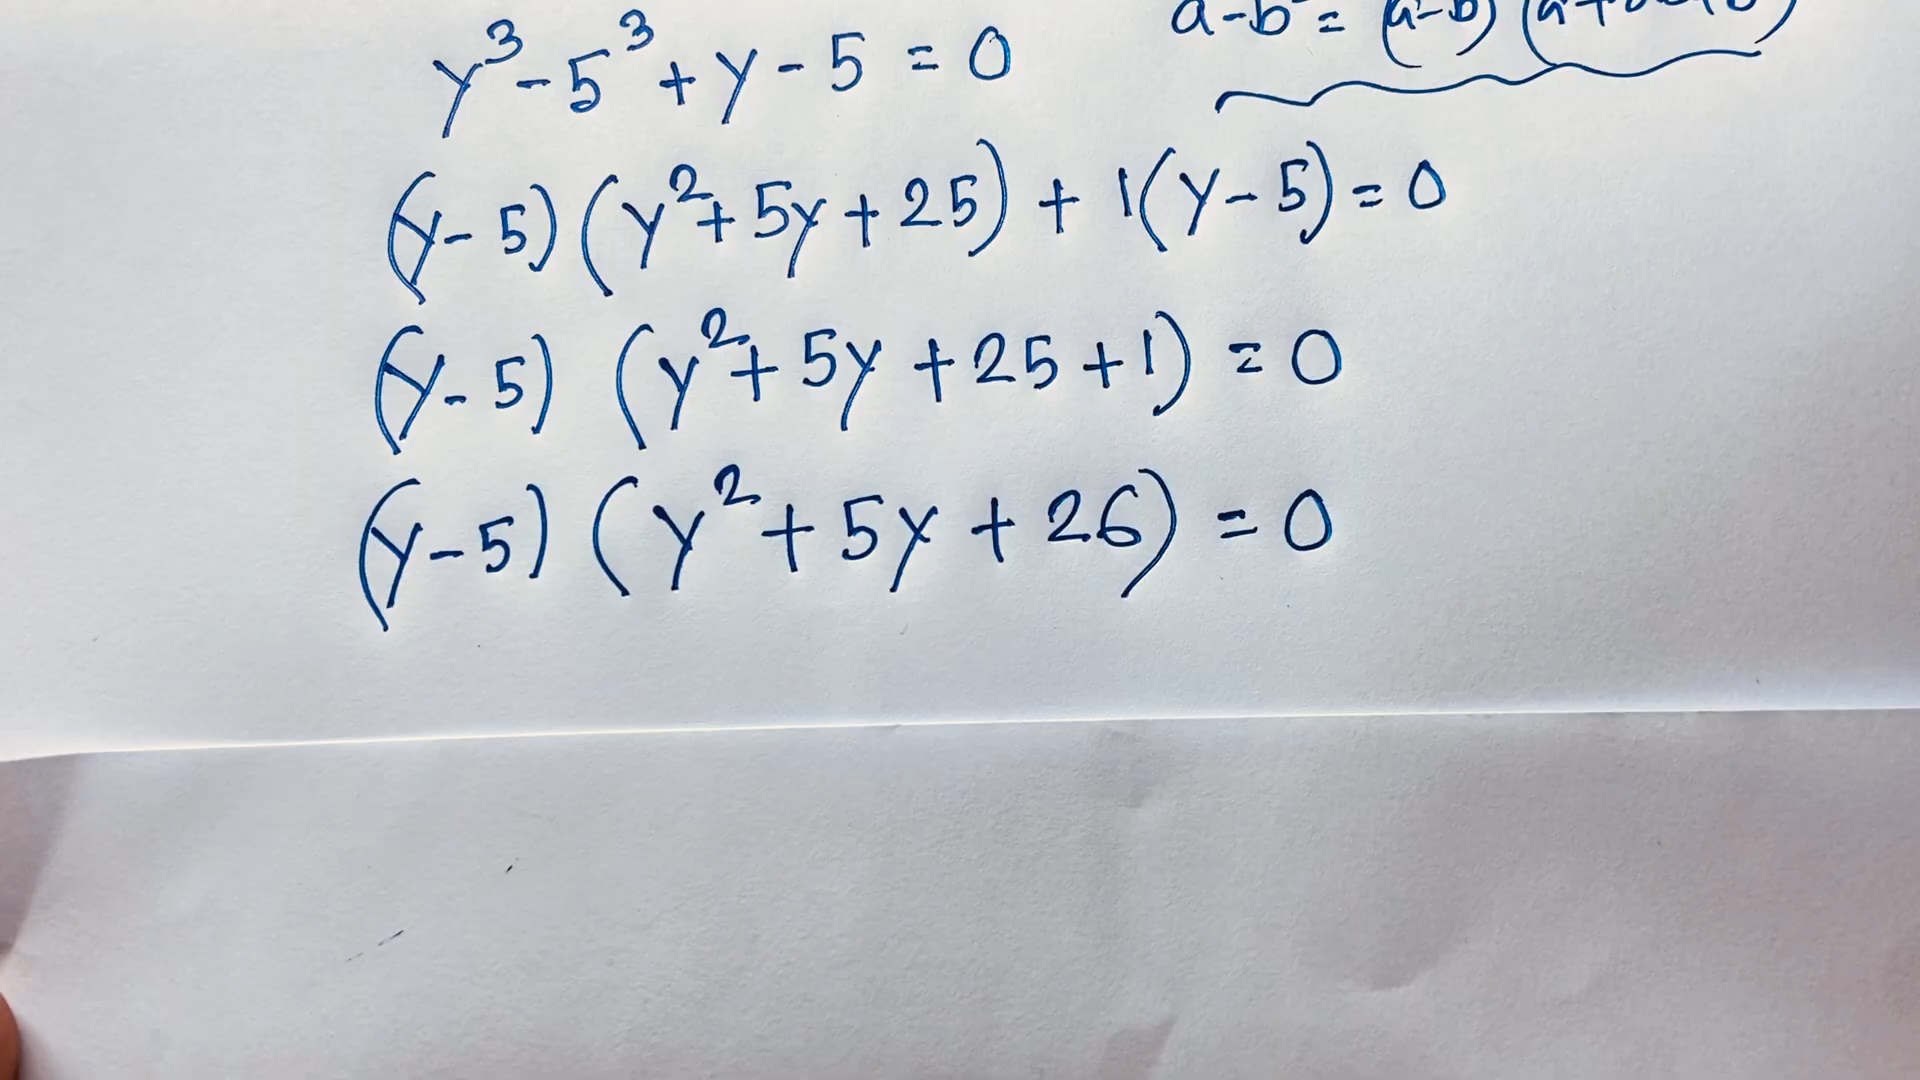 y³ - 5³ + y - 5 = 0
a - b = (a - b)
(y - 5) (y² + 5y + 25) + 1(y - 5) = 0
(y - 5) (y² + 5y + 25 + 1) = 0
(y - 5) (y² + 5y + 26) = 0